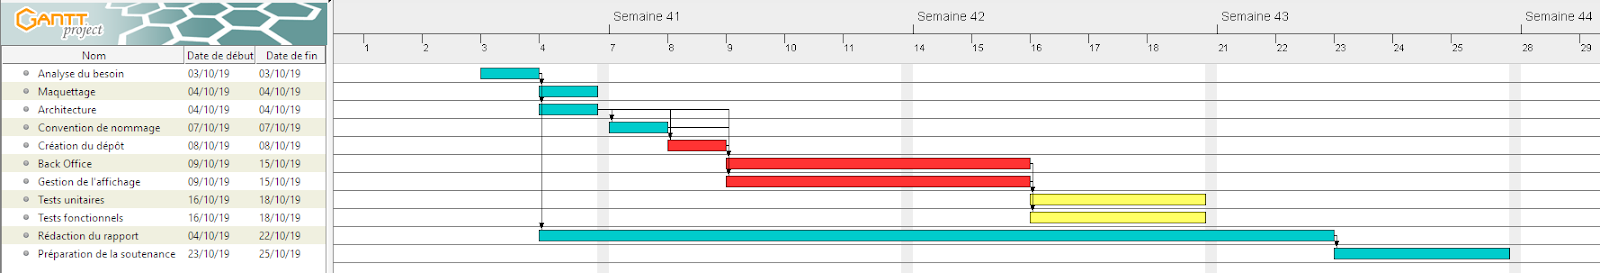 GANTT
project
Semaine 41 Semaine 42 Semaine 43 Semaine 44
1 2 3 4 7 8 9 10 11 14 15 16 17 18 21 22 23 24 25 28 29
Nom Date de début Date de fin
Analyse du besoin 03/10/19 03/10/19
Maquettage 04/10/19 04/10/19
Architecture 04/10/19 04/10/19
Convention de nommage 07/10/19 07/10/19
Création du dépôt 08/10/19 08/10/19
Back Office 09/10/19 15/10/19
Gestion de l'affichage 09/10/19 15/10/19
Tests unitaires 16/10/19 18/10/19
Tests fonctionnels 16/10/19 18/10/19
Rédaction du rapport 04/10/19 22/10/19
Préparation de la soutenance 23/10/19 25/10/19